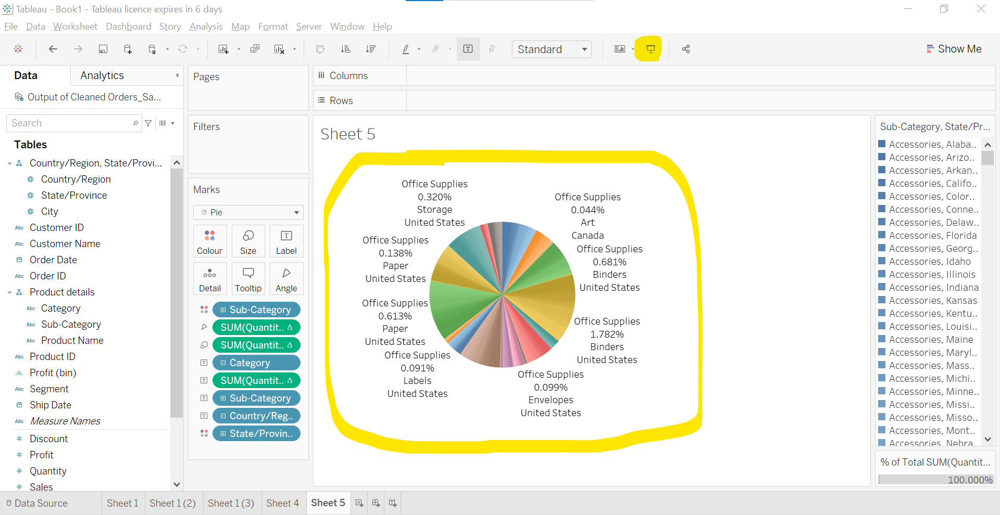 Tableau - Book1 - Tableau licence expires in 6 days
File Data Worksheet Dashboard Story Analysis Map Format Server Window Help
Standard
Show Me
Data
Analytics
Output of Cleaned Orders_Sa...
Search
Tables
Country/Region, State/Provi...
Country/Region
State/Province
City
Abc Customer ID
Abc Customer Name
Order Date
Abc Order ID
Product details
Abc Category
Abc Sub-Category
Abc Product Name
Abc Product ID
Profit (bin)
Abc Segment
Ship Date
Abc Measure Names
# Discount
# Profit
# Quantity
# Sales
Pages
Filters
Marks
Pie
Colour Size Label
Detail Tooltip Angle
Sub-Category
SUM(Quantit.. Δ
SUM(Quantit.. Δ
Category
SUM(Quantit.. Δ
Sub-Category
Country/Reg..
State/Provin..
Columns
Rows
Sheet 5
Office Supplies
0.320%
Storage
United States
Office Supplies
0.044%
Art
Canada
Office Supplies
0.138%
Paper
United States
Office Supplies
0.681%
Binders
United States
Office Supplies
0.613%
Paper
United States
Office Supplies
1.782%
Binders
United States
Office Supplies
0.091%
Labels
United States
Office Supplies
0.099%
Envelopes
United States
Sub-Category, State/Pr...
Accessories, Alaba..
Accessories, Arizo..
Accessories, Arkan..
Accessories, Califo..
Accessories, Color..
Accessories, Conne..
Accessories, Delaw..
Accessories, Florida
Accessories, Georg..
Accessories, Idaho
Accessories, Illinois
Accessories, Indiana
Accessories, Kansas
Accessories, Kentu..
Accessories, Louisi..
Accessories, Maine
Accessories, Maryl..
Accessories, Mass..
Accessories, Michi..
Accessories, Minne..
Accessories, Missi..
Accessories, Misso..
Accessories, Mont..
Accessories, Nebra
% of Total SUM(Quantit...
100.000%
Data Source
Sheet 1
Sheet 1 (2)
Sheet 1 (3)
Sheet 4
Sheet 5